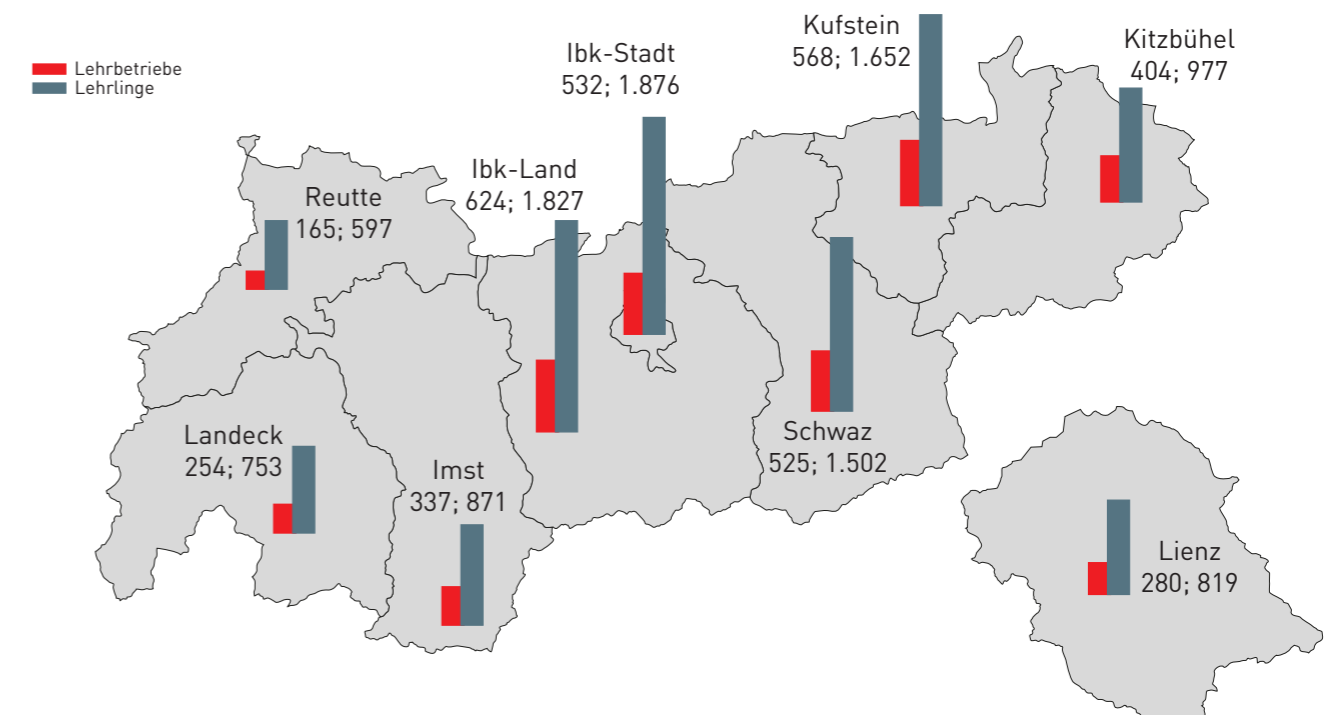 Lehrbetriebe
Lehrlinge
Kufstein
568; 1.652
Kitzbühel
404; 977
Ibk-Stadt
532; 1.876
Ibk-Land
624; 1.827
Reutte
165; 597
Landeck
254; 753
Imst
337; 871
Schwaz
525; 1.502
Lienz
280; 819